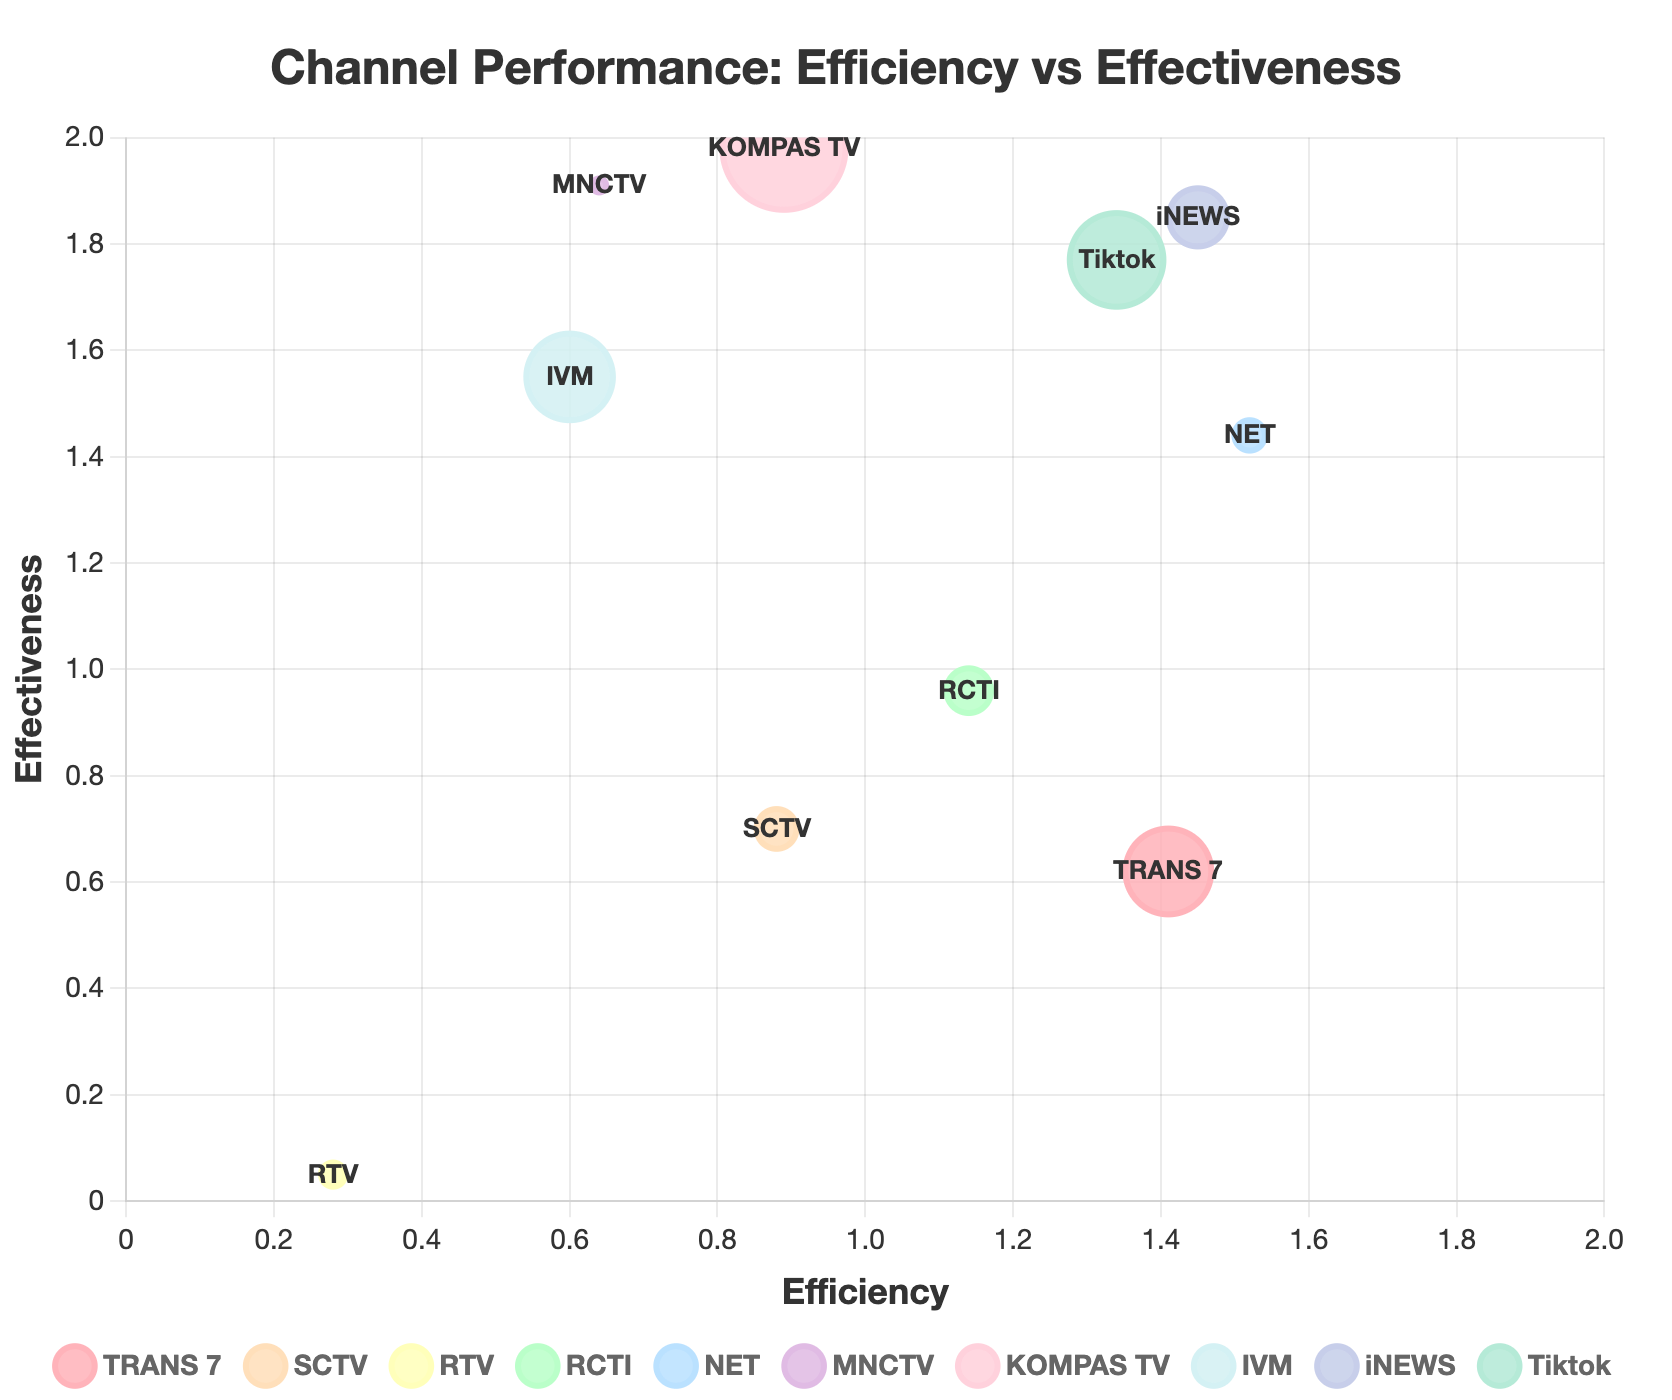 Channel Performance: Efficiency vs Effectiveness
2.0
KOMPAS TV
MNCTV
iNEWS
1.8
Tiktok
1.6
IVM
NET
1.4
1.2
1.0
RCTI
0.8
SCTV
TRANS 7
0.6
0.4
0.2
RTV
0
Effectiveness
0 0.2 0.4 0.6 0.8 1.0 1.2 1.4 1.6 1.8 2.0
Efficiency
TRANS 7 SCTV RTV RCTI NET MNCTV KOMPAS TV IVM iNEWS Tiktok